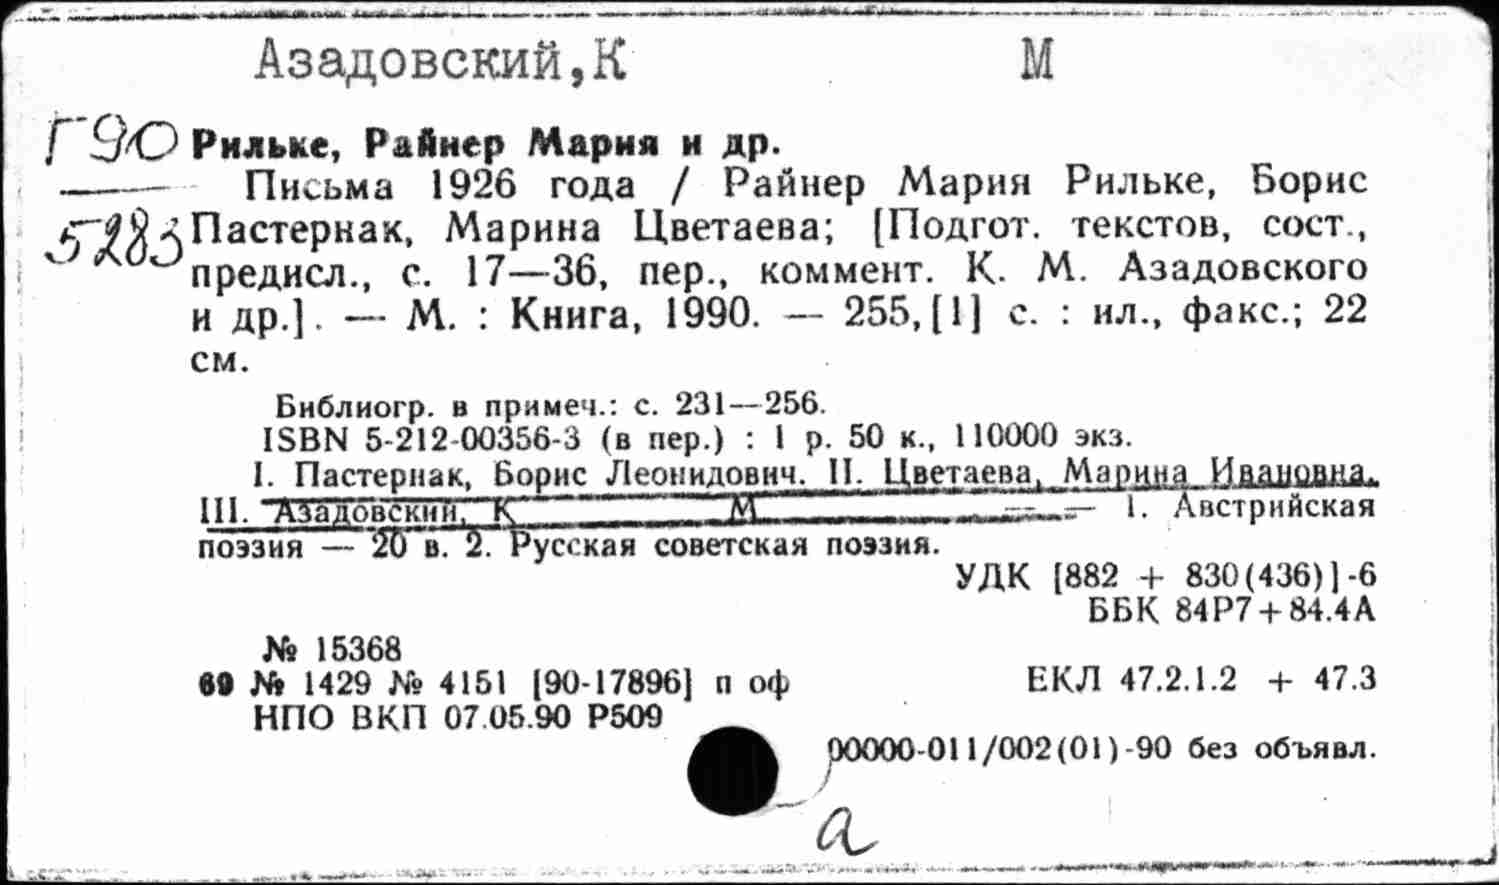 Азадовский,К М
Г90 Рильке, Райнер Мария и др.
Письма 1926 года / Райнер Мария Рильке, Борис
5283 Пастернак, Марина Цветаева; [Подгот. текстов, сост.,
предисл., с. 17—36, пер., коммент. К. М. Азадовского
и др.]. — М. : Книга, 1990. — 255,[1] с. : ил., факс.; 22
см.
Библиогр. в примеч.: с. 231—256.
ISBN 5-212-00356-3 (в пер.) : 1 р. 50 к., 110000 экз.
I. Пастернак, Борис Леонидович. II. Цветаева, Марина Ивановна.
III. Азадовский, К М 1. Австрийская
поэзия — 20 в. 2. Русская советская поэзия.
УДК [882 + 830(436)]-6
ББК 84Р7+84.4А
№ 15368
69 № 1429 № 4151 [90-17896] п оф ЕКЛ 47.2.1.2 + 47.3
НПО ВКП 07.05.90 Р509
00000-011/002(01)-90 без объявл.
а